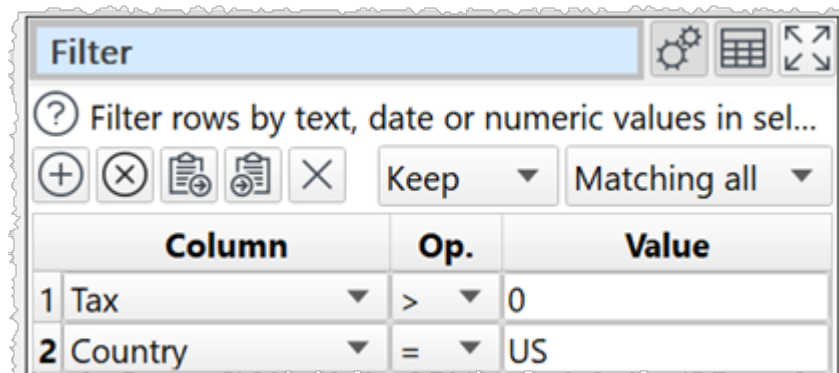 Filter
Filter rows by text, date or numeric values in sel...
Keep Matching all
Column Op. Value
1 Tax > 0
2 Country = US